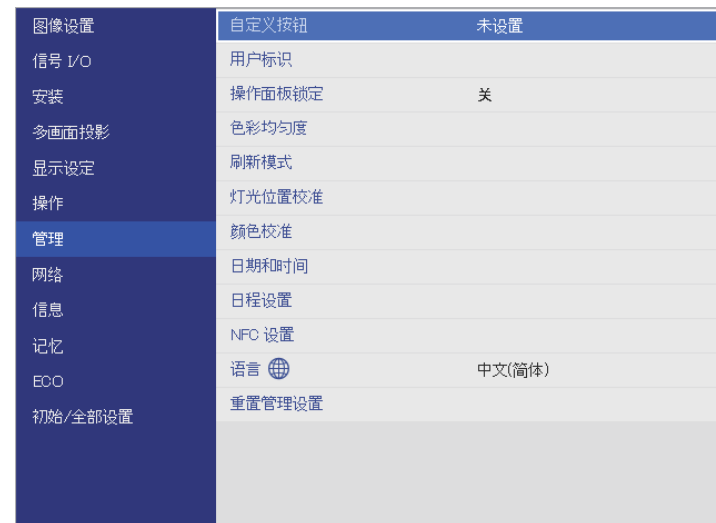 图像设置
信号 I/O
安装
多画面投影
显示设定
操作
管理
网络
信息
记忆
ECO
初始/全部设置
自定义按钮 未设置
用户标识
操作面板锁定 关
色彩均匀度
刷新模式
灯光位置校准
颜色校准
日期和时间
日程设置
NFC 设置
语言 中文(简体)
重置管理设置